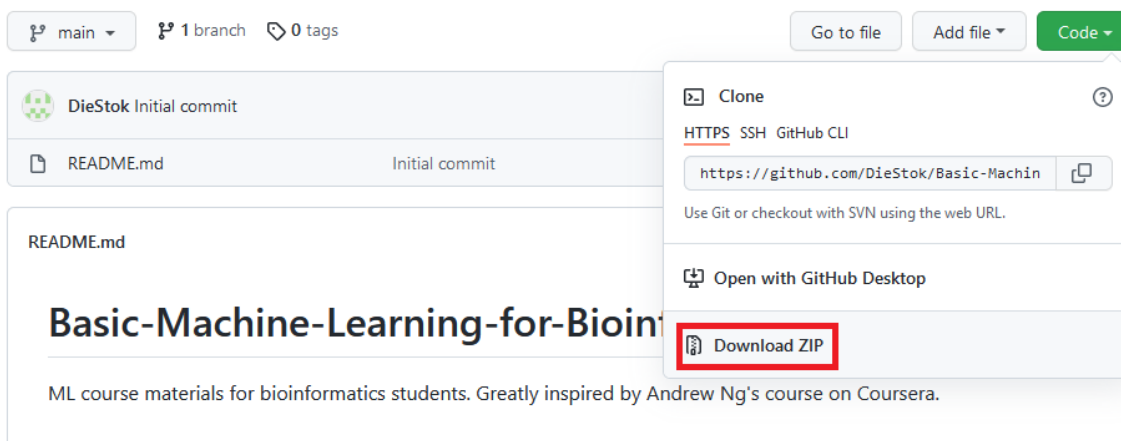 main 1 branch 0 tags Go to file Add file Code
DieStok Initial commit
README.md Initial commit
Clone
HTTPS SSH GitHub CLI
https://github.com/DieStok/Basic-Machin
Use Git or checkout with SVN using the web URL.
Open with GitHub Desktop
Download ZIP
README.md
Basic-Machine-Learning-for-Bioin
ML course materials for bioinformatics students. Greatly inspired by Andrew Ng's course on Coursera.